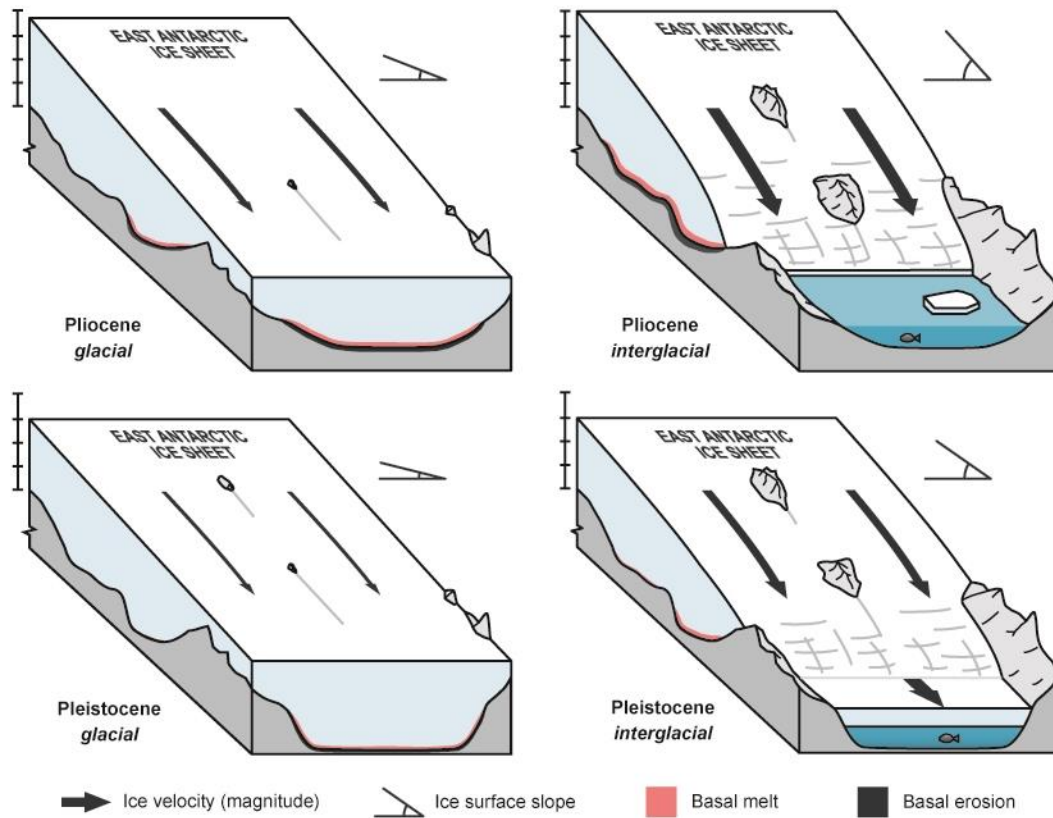 EAST ANTARCTIC
ICE SHEET
Pliocene
glacial
EAST ANTARCTIC
ICE SHEET
Pliocene
interglacial
EAST ANTARCTIC
ICE SHEET
Pleistocene
glacial
EAST ANTARCTIC
ICE SHEET
Pleistocene
interglacial
Ice velocity (magnitude)
Ice surface slope
Basal melt
Basal erosion